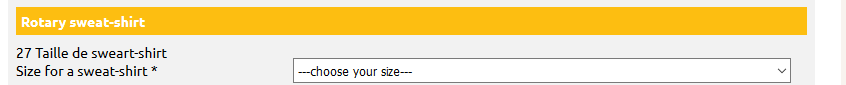 Rotary sweat-shirt
27 Taille de sweart-shirt
Size for a sweat-shirt * ---choose your size---